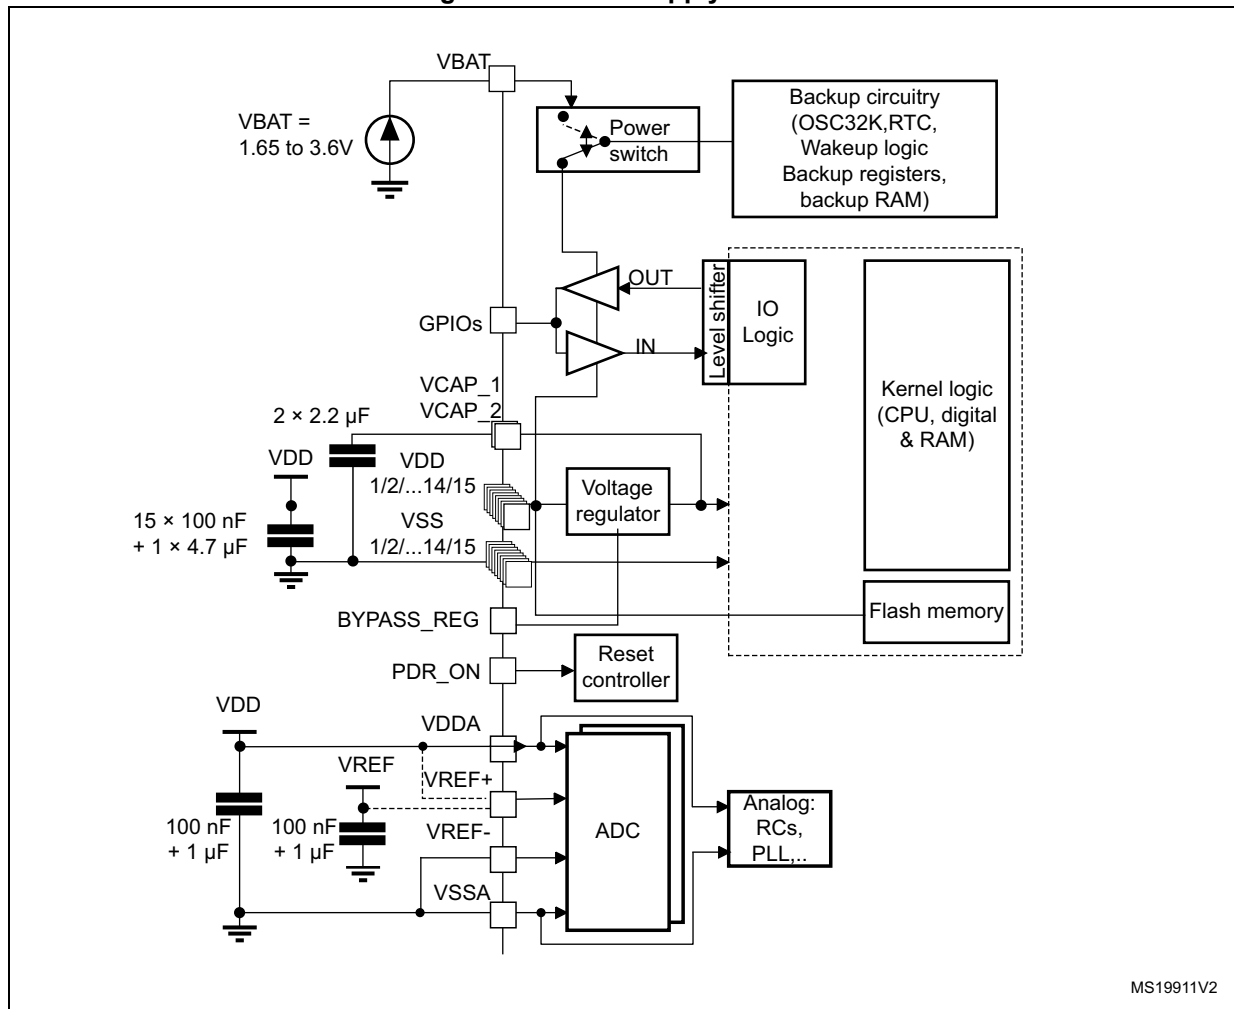 VBAT
VBAT =
1.65 to 3.6V
Power
switch
Backup circuitry
(OSC32K,RTC,
Wakeup logic
Backup registers,
backup RAM)
OUT
Level shifter
IO
Logic
GPIOs
IN
Kernel logic
(CPU, digital
& RAM)
VCAP_1
VCAP_2
2 × 2.2 μF
VDD
VDD
1/2/...14/15
Voltage
regulator
15 × 100 nF
+ 1 × 4.7 μF
VSS
1/2/...14/15
Flash memory
BYPASS_REG
PDR_ON
Reset
controller
VDD
VDDA
VREF
VREF+
100 nF
+ 1 μF
100 nF
+ 1 μF
VREF-
ADC
Analog:
RCs,
PLL,..
VSSA
MS19911V2